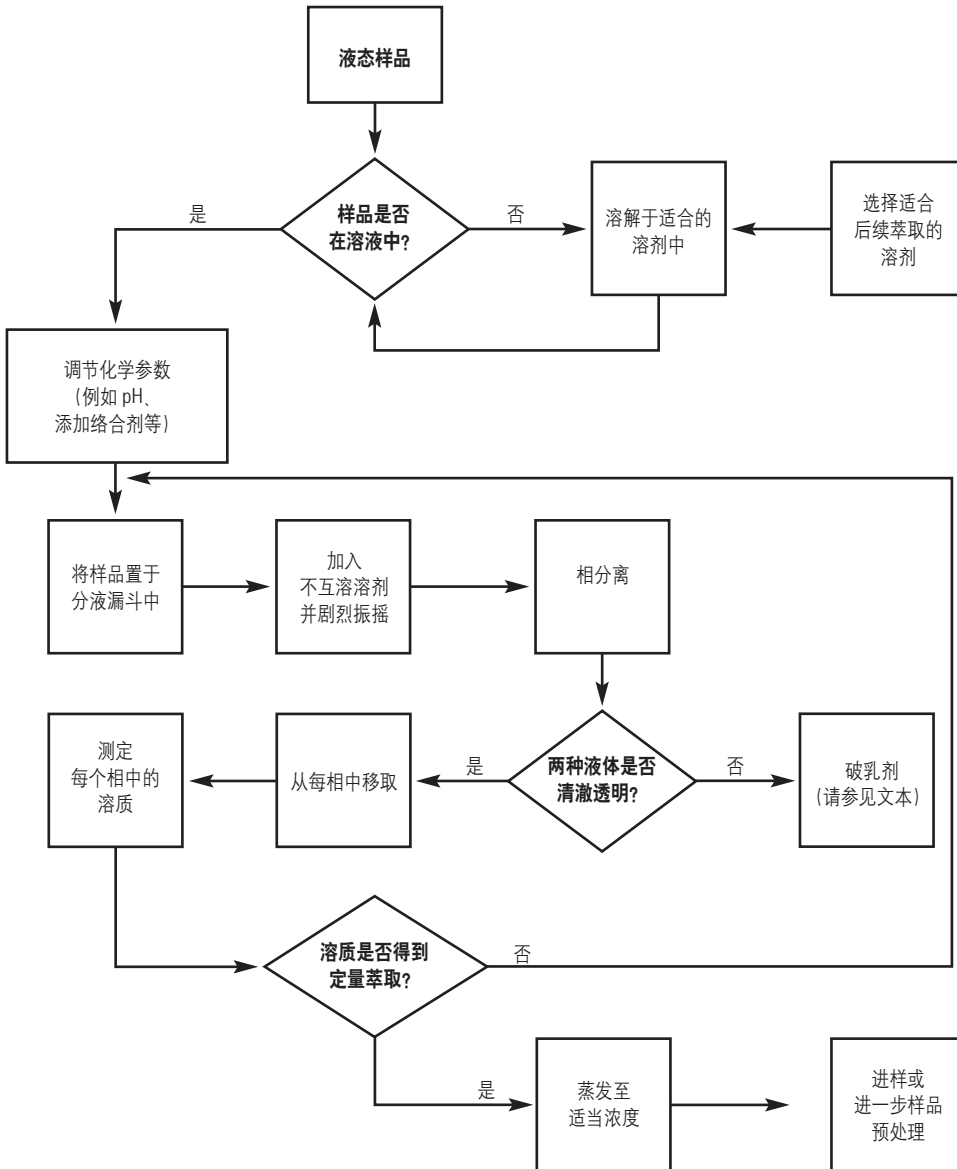 液态样品
样品是否
在溶液中?
是
否
溶解于适合的
溶剂中
选择适合
后续萃取的
溶剂
调节化学参数
(例如 pH、
添加络合剂等)
将样品置于
分液漏斗中
加入
不互溶溶剂
并剧烈振摇
相分离
两种液体是否
清澈透明?
是
否
破乳剂
(请参见文本)
从每相中移取
测定
每个相中的
溶质
溶质是否得到
定量萃取?
否
是
蒸发至
适当浓度
进样或
进一步样品
预处理